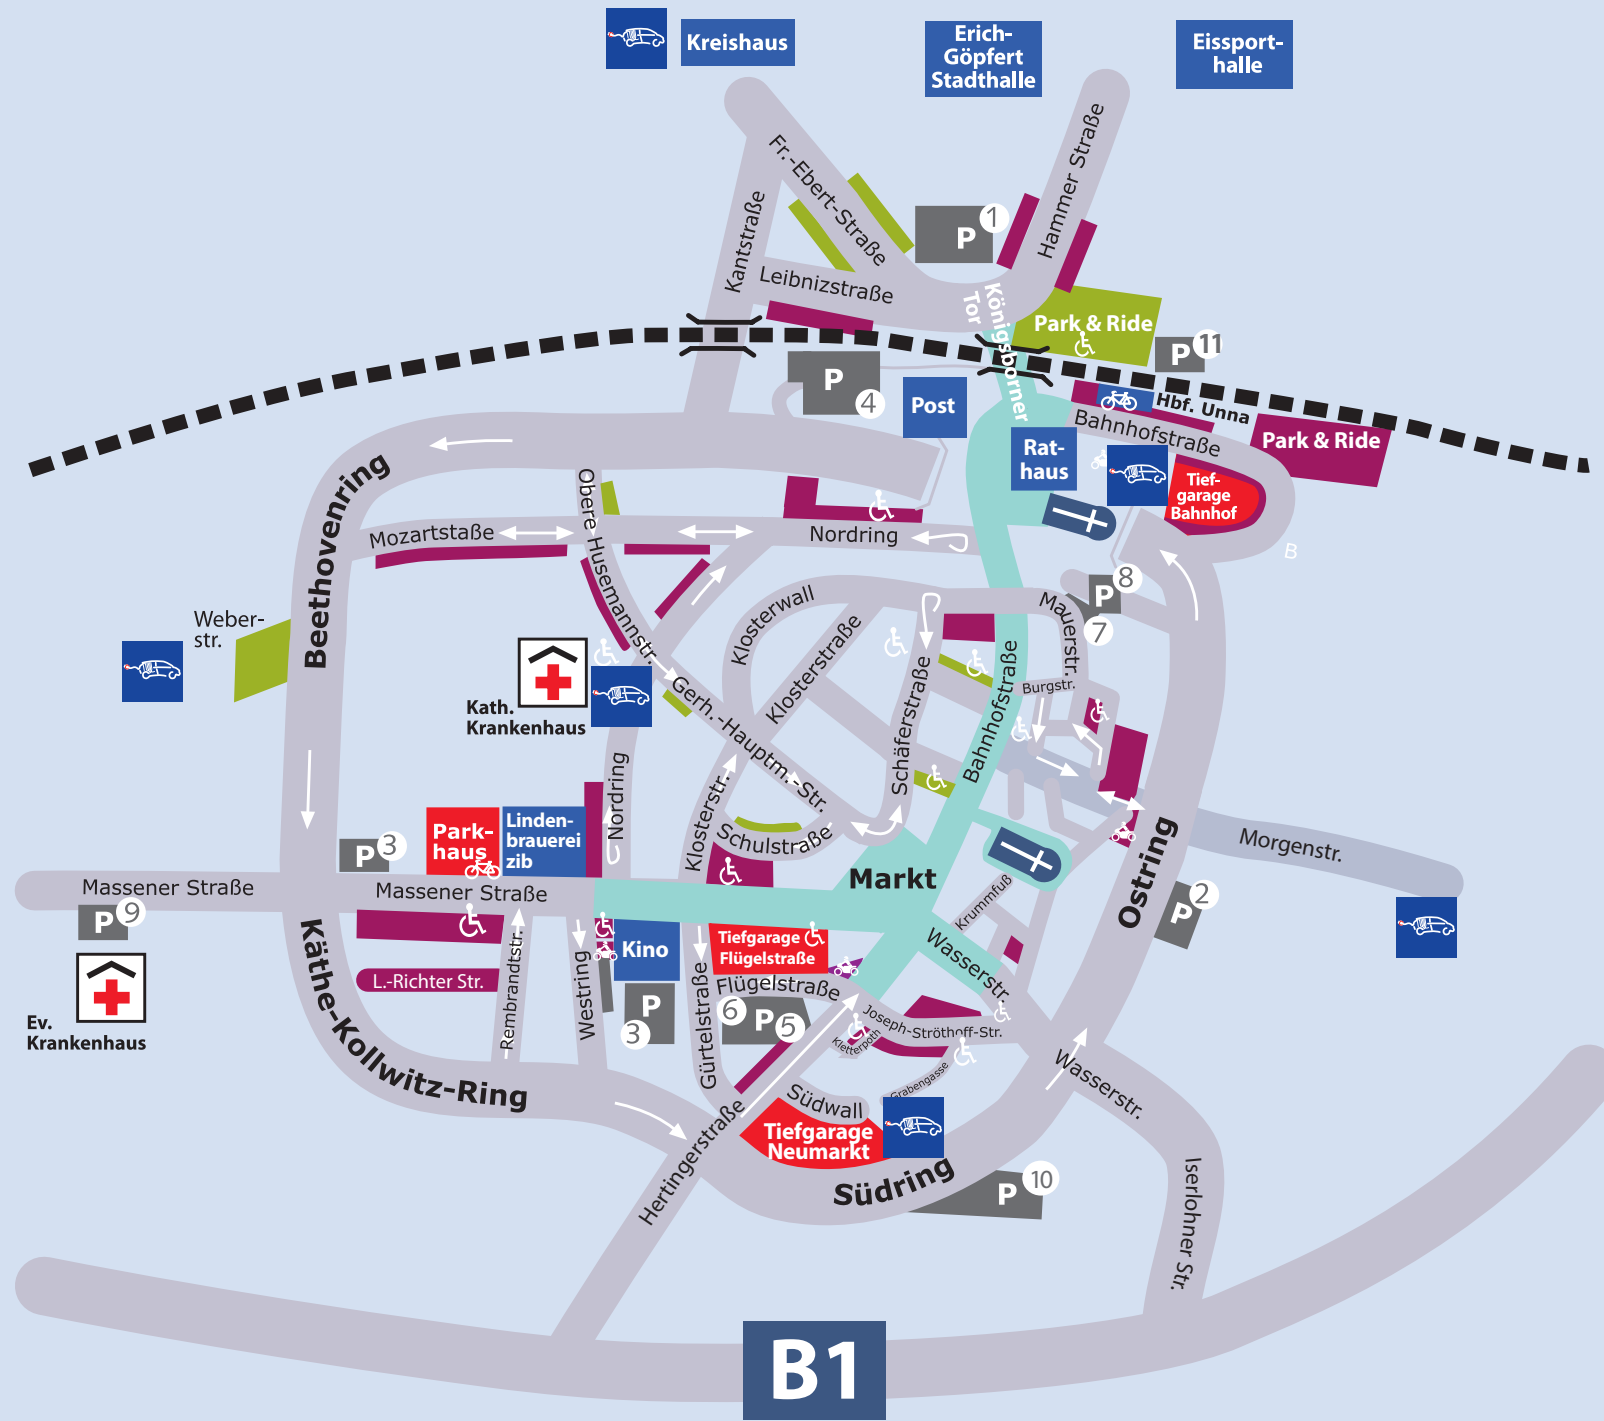 Kreishaus
Erich-
Göpfert
Stadthalle
Eissport-
halle
Fr.-Ebert-Straße
Hammer Straße
Kantstraße
P 1
Leibnizstraße
Königsborner
Tor
Park & Ride
P 11
P 4
Post
Hbf. Unna
Bahnhofstraße
Park & Ride
Rat-
haus
Tief-
garage
Bahnhof
Beethovenring
Obere Husemannstr.
Mozartstaße
Nordring
B
P 8
7
Weber-
str.
Klosterwall
Klosterstraße
Mauerstr.
Burgstr.
Kath.
Krankenhaus
Gerh.-Hauptm.-Str.
Schäferstraße
Bahnhofstraße
Nordring
Klosterstr.
Schulstraße
Park-
haus
Linden-
brauerei
zib
P 3
Markt
Ostring
Morgenstr.
Massener Straße
Massener Straße
Krummfuß
P 2
P 9
Kino
Tiefgarage
Flügelstraße
Wasserstr.
L.-Richter Str.
Rembrandtstr.
Westring
Gürtelstraße
Flügelstraße
P
3
6
P 5
Joseph-Ströthoff-Str.
Kletterpoth
Ev.
Krankenhaus
Käthe-Kollwitz-Ring
Grabengasse
Südwall
Wasserstr.
Tiefgarage
Neumarkt
Hertingerstraße
Südring
P 10
Iserlohner Str.
B1